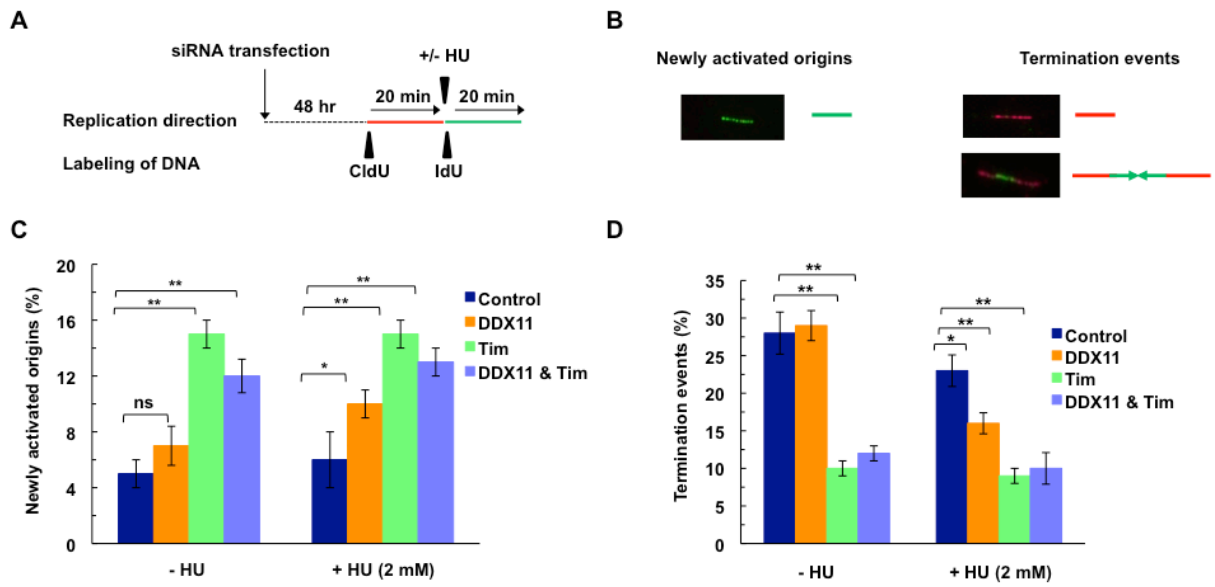 A
siRNA transfection
+/- HU
48 hr
20 min
20 min
Replication direction
Labeling of DNA
CldU
IdU
B
Newly activated origins
Termination events
C
Newly activated origins (%)
20
16
12
8
4
0
**
**
ns
**
**
*
Control
DDX11
Tim
DDX11 & Tim
- HU
+ HU (2 mM)
D
Termination events (%)
35
30
25
20
15
10
5
0
**
**
**
**
*
Control
DDX11
Tim
DDX11 & Tim
- HU
+ HU (2 mM)